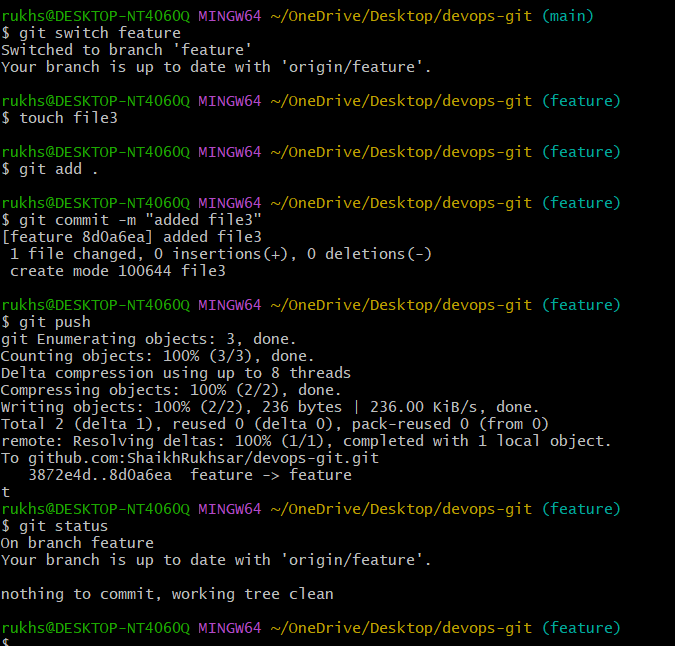 rukhs@DESKTOP-NT4060Q MINGW64 ~/OneDrive/Desktop/devops-git (main)
$ git switch feature
Switched to branch 'feature'
Your branch is up to date with 'origin/feature'.
rukhs@DESKTOP-NT4060Q MINGW64 ~/OneDrive/Desktop/devops-git (feature)
$ touch file3
rukhs@DESKTOP-NT4060Q MINGW64 ~/OneDrive/Desktop/devops-git (feature)
$ git add .
rukhs@DESKTOP-NT4060Q MINGW64 ~/OneDrive/Desktop/devops-git (feature)
$ git commit -m "added file3"
[feature 8d0a6ea] added file3
 1 file changed, 0 insertions(+), 0 deletions(-)
 create mode 100644 file3
rukhs@DESKTOP-NT4060Q MINGW64 ~/OneDrive/Desktop/devops-git (feature)
$ git push
git Enumerating objects: 3, done.
Counting objects: 100% (3/3), done.
Delta compression using up to 8 threads
Compressing objects: 100% (2/2), done.
Writing objects: 100% (2/2), 236 bytes | 236.00 KiB/s, done.
Total 2 (delta 1), reused 0 (delta 0), pack-reused 0 (from 0)
remote: Resolving deltas: 100% (1/1), completed with 1 local object.
To github.com:ShaikhRukhsar/devops-git.git
   3872e4d..8d0a6ea  feature -> feature
t
rukhs@DESKTOP-NT4060Q MINGW64 ~/OneDrive/Desktop/devops-git (feature)
$ git status
On branch feature
Your branch is up to date with 'origin/feature'.
nothing to commit, working tree clean
rukhs@DESKTOP-NT4060Q MINGW64 ~/OneDrive/Desktop/devops-git (feature)
$